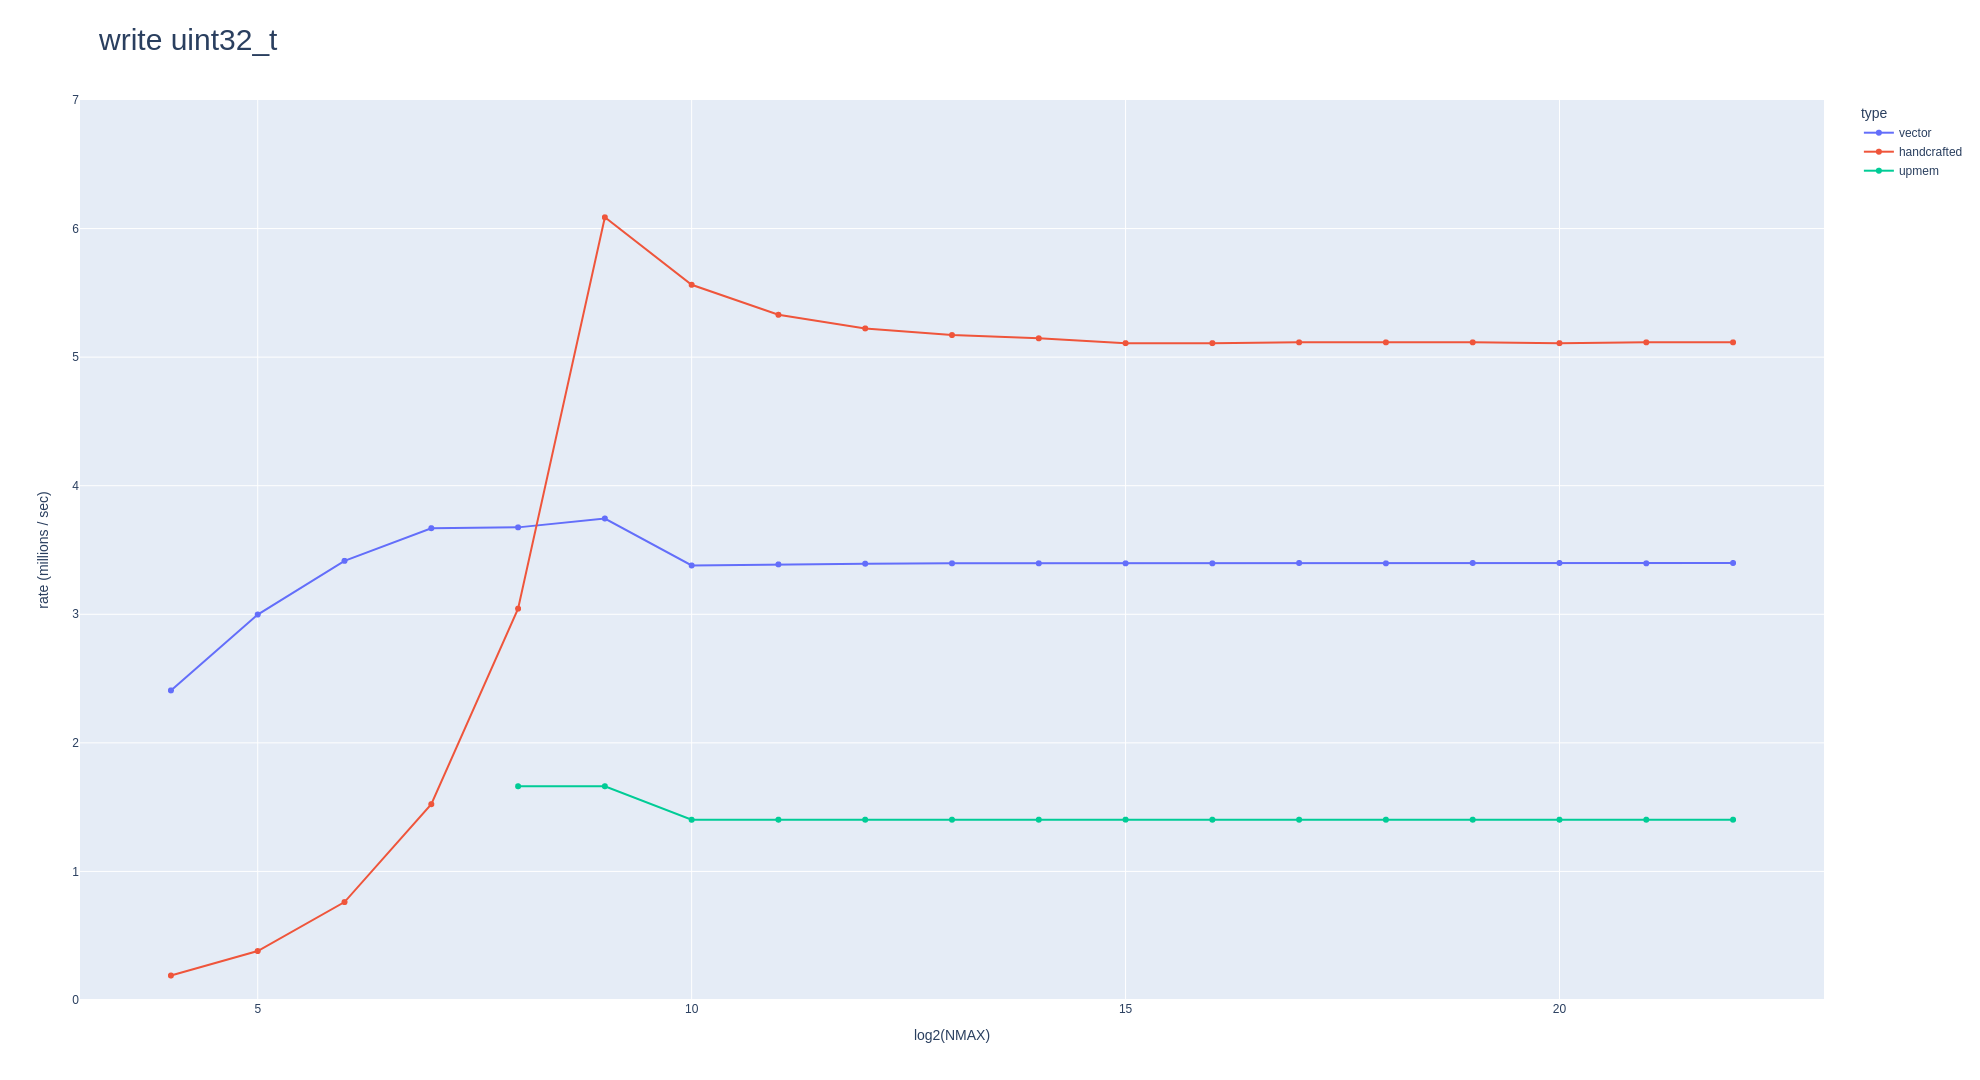 write uint32_t
type
vector
handcrafted
upmem
rate (millions / sec)
7
6
5
4
3
2
1
0
5
10
15
20
log2(NMAX)